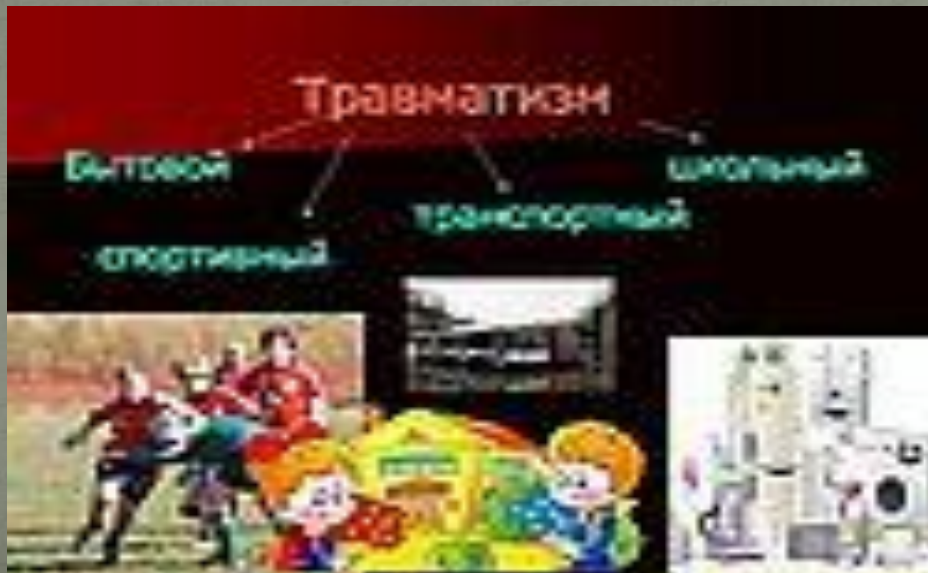 Травматизм
Бытовой
школьный
транспортный
спортивный